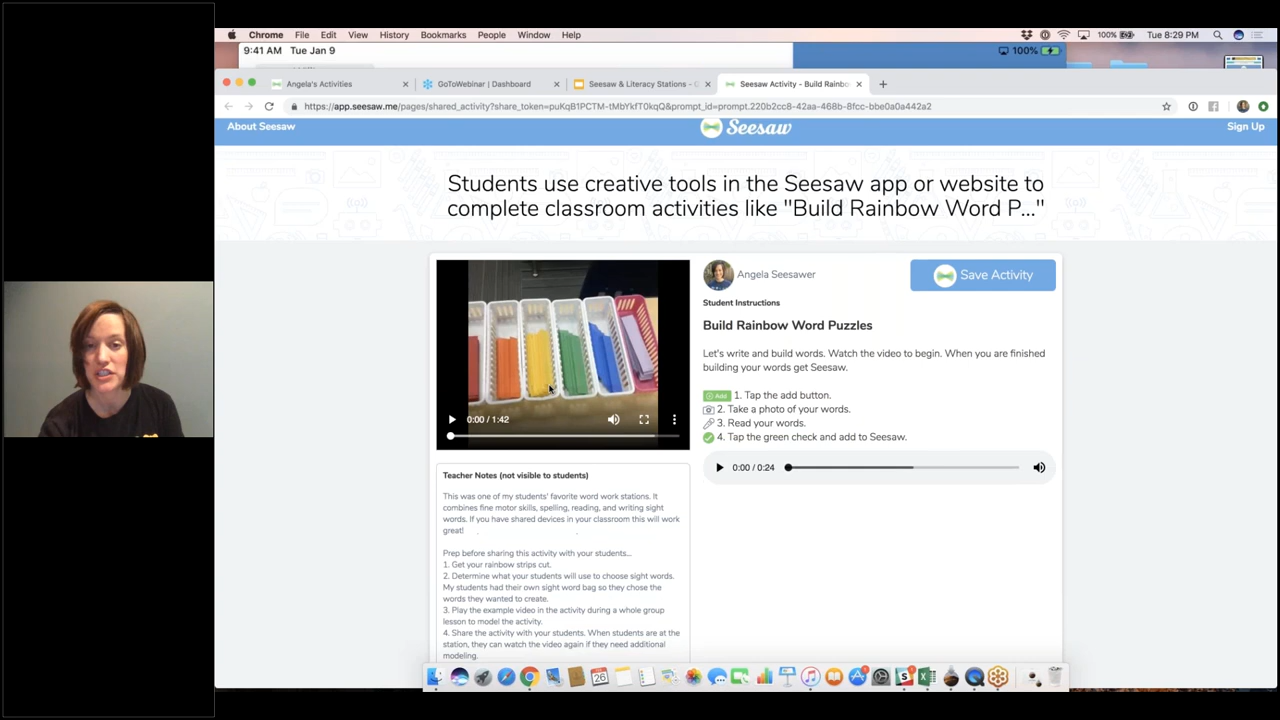 Chrome File Edit View History Bookmarks People Window Help
100% Tue 8:29 PM
9:41 AM Tue Jan 9
100%
Angela's Activities
GoToWebinar | Dashboard
Seesaw & Literacy Stations - G
Seesaw Activity - Build Rainbo
https://app.seesaw.me/pages/shared_activity?share_token=puKqB1PCTM-tMbYkfT0kqQ&prompt_id=prompt.220b2cc8-42aa-468b-8fcc-bbe0a0a442a2
About Seesaw
Seesaw
Sign Up
Students use creative tools in the Seesaw app or website to
complete classroom activities like "Build Rainbow Word P..."
Angela Seesawer
Save Activity
Student Instructions
Build Rainbow Word Puzzles
Let's write and build words. Watch the video to begin. When you are finished
building your words get Seesaw.
Add 1. Tap the add button.
2. Take a photo of your words.
3. Read your words.
4. Tap the green check and add to Seesaw.
0:00 / 0:24
0:00 / 1:42
Teacher Notes (not visible to students)
This was one of my students' favorite word work stations. It
combines fine motor skills, spelling, reading, and writing sight
words. If you have shared devices in your classroom this will work
great!
Prep before sharing this activity with your students...
1. Get your rainbow strips cut.
2. Determine what your students will use to choose sight words.
My students had their own sight word bag so they chose the
words they wanted to create.
3. Play the example video in the activity during a whole group
lesson to model the activity.
4. Share the activity with your students. When students are at the
station, they can watch the video again if they need additional
modeling.
26